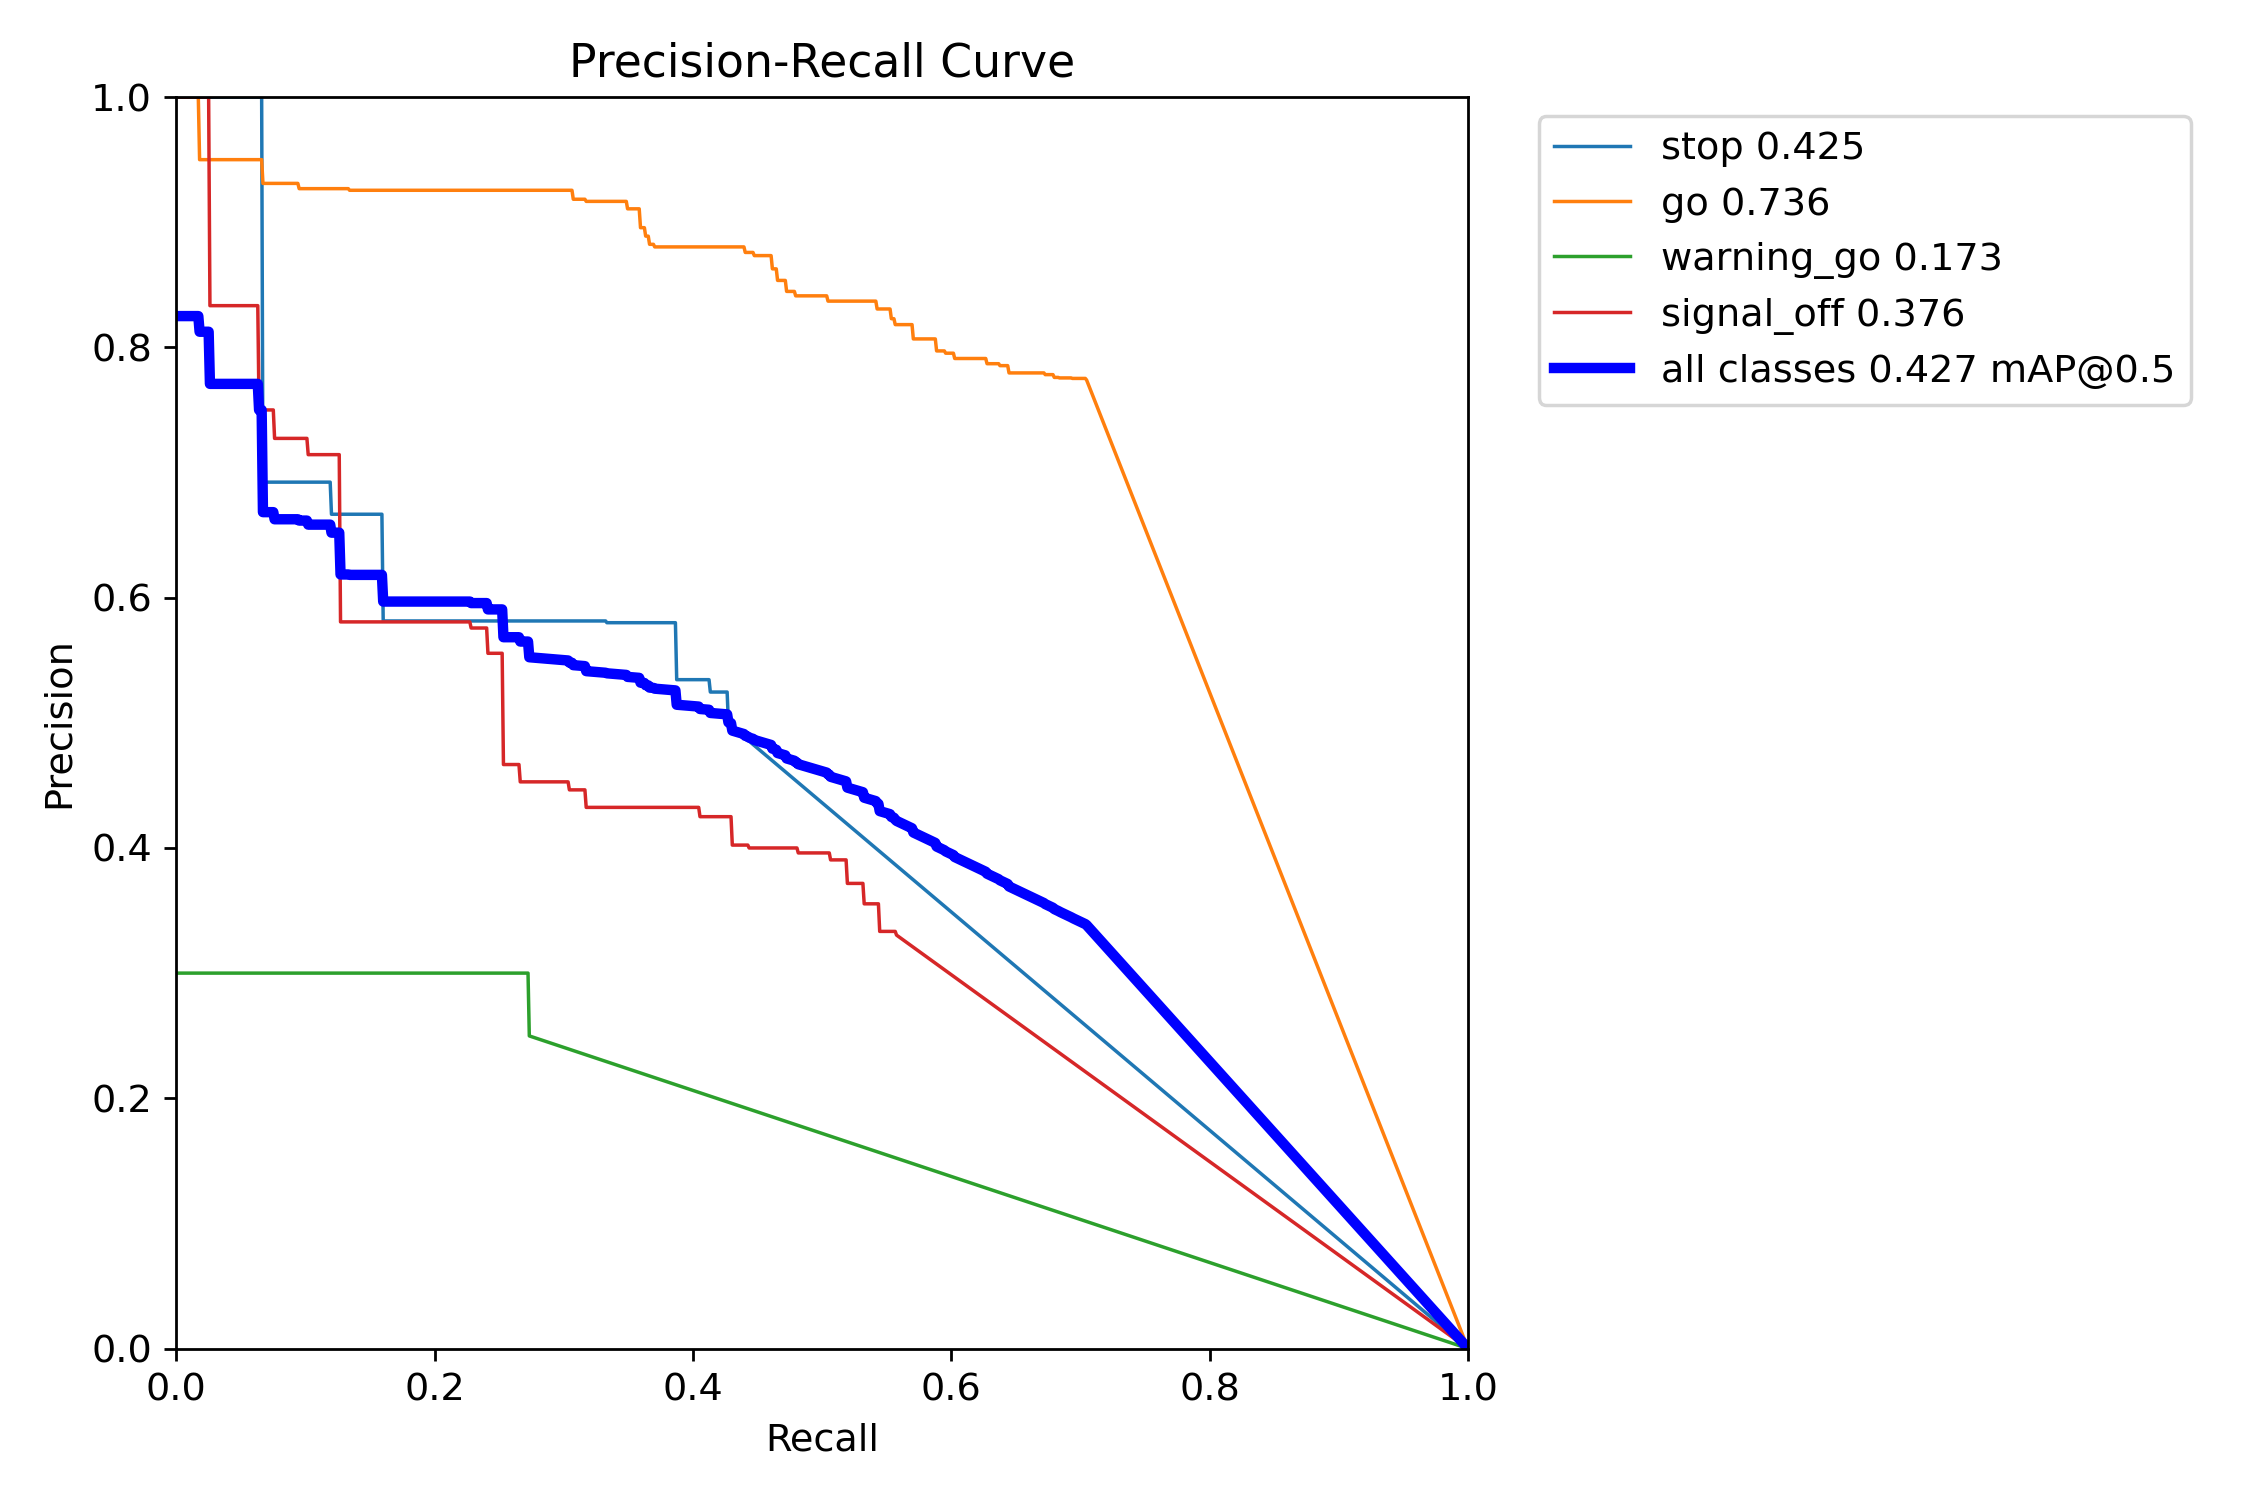 Precision-Recall Curve
1.0
0.8
0.6
0.4
0.2
0.0
Precision
0.0 0.2 0.4 0.6 0.8 1.0
Recall
stop 0.425
go 0.736
warning_go 0.173
signal_off 0.376
all classes 0.427 mAP@0.5